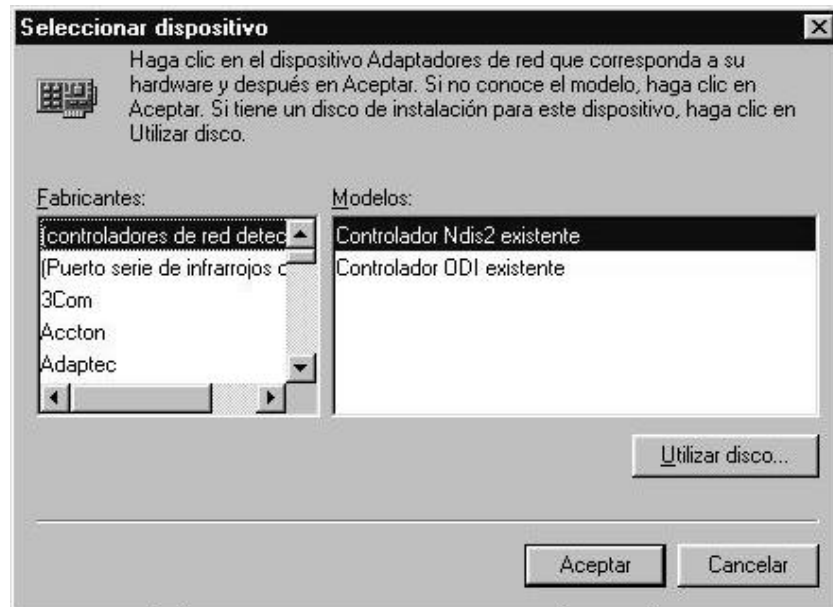 Seleccionar dispositivo
Haga clic en el dispositivo Adaptadores de red que corresponda a su
hardware y después en Aceptar. Si no conoce el modelo, haga clic en
Aceptar. Si tiene un disco de instalación para este dispositivo, haga clic en
Utilizar disco.
Fabricantes:
(controladores de red detec
(Puerto serie de infrarrojos
3Com
Accton
Adaptec
Modelos:
Controlador Ndis2 existente
Controlador ODI existente
Utilizar disco...
Aceptar
Cancelar